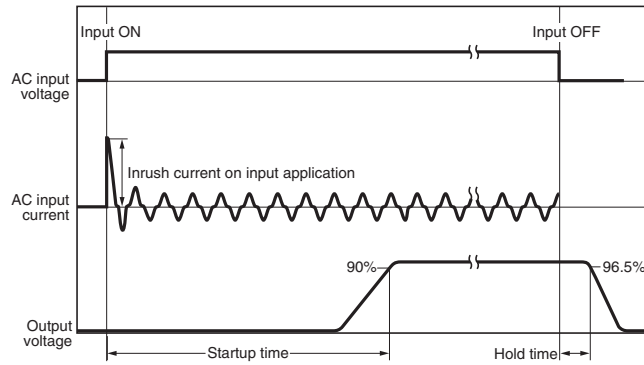 Input ON
Input OFF
AC input
voltage
Inrush current on input application
AC input
current
90%
96.5%
Output
voltage
Startup time
Hold time